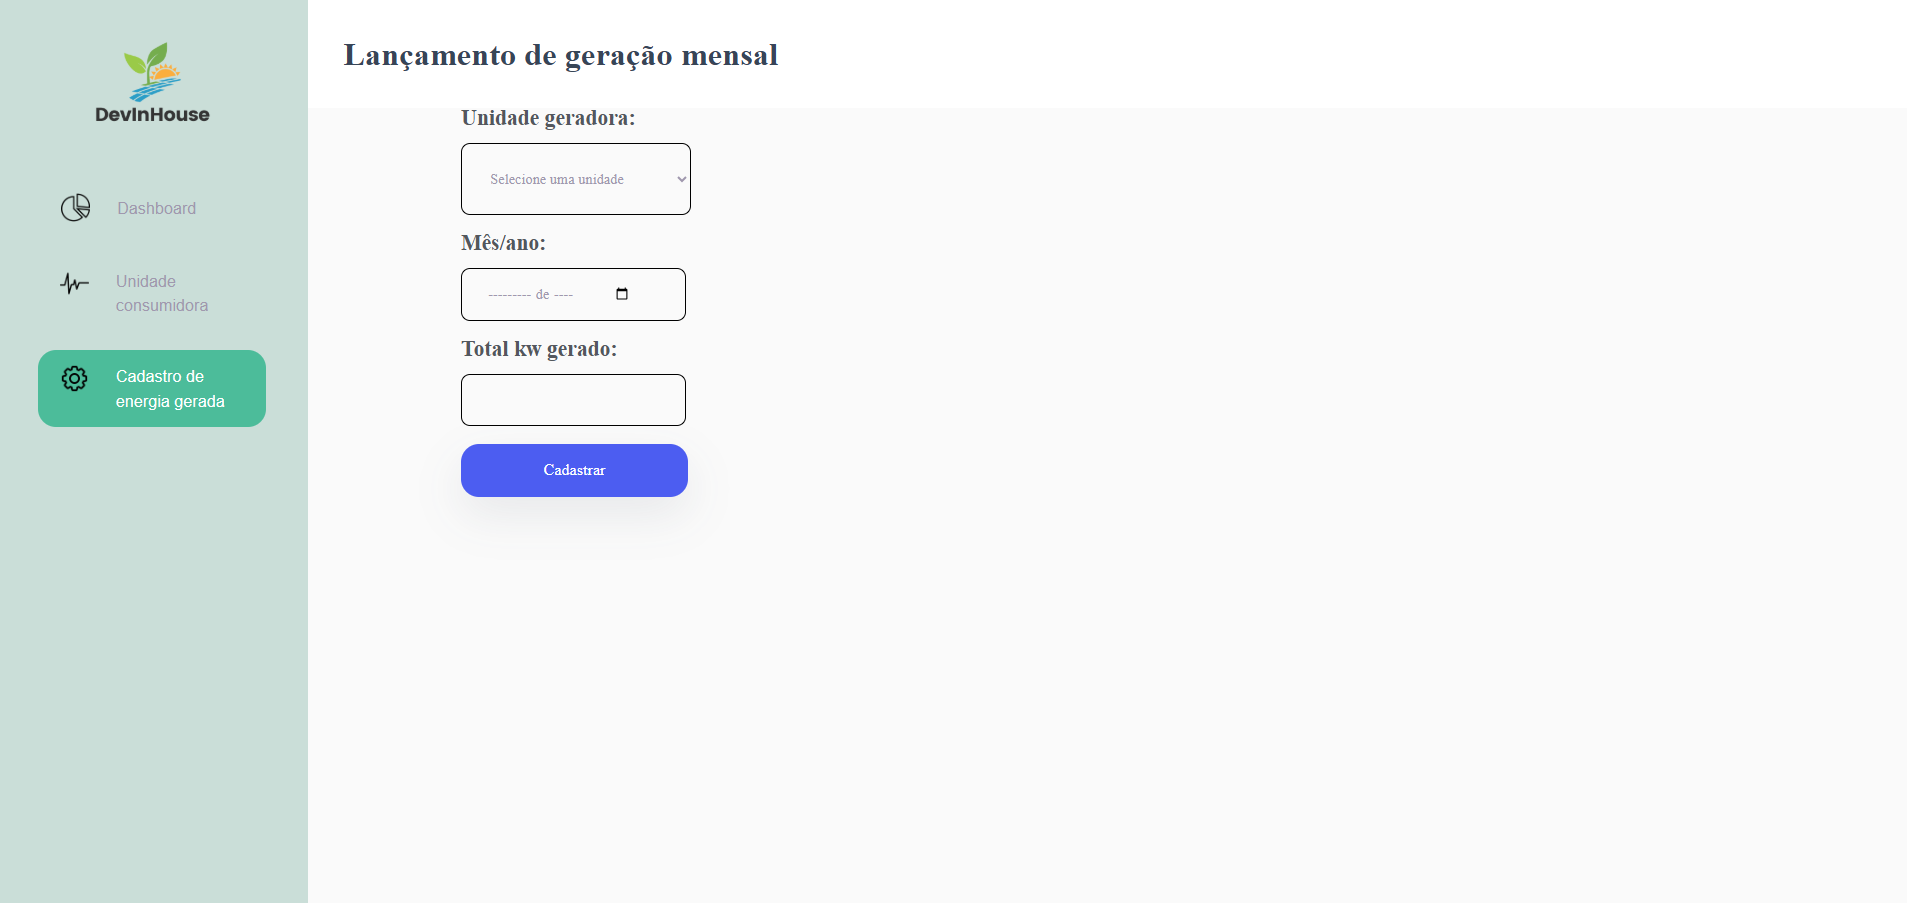 DevInHouse
Dashboard
Unidade
consumidora
Cadastro de
energia gerada
Lançamento de geração mensal
Unidade geradora:
Selecione uma unidade
Mês/ano:
--------- de ----
Total kw gerado:
Cadastrar